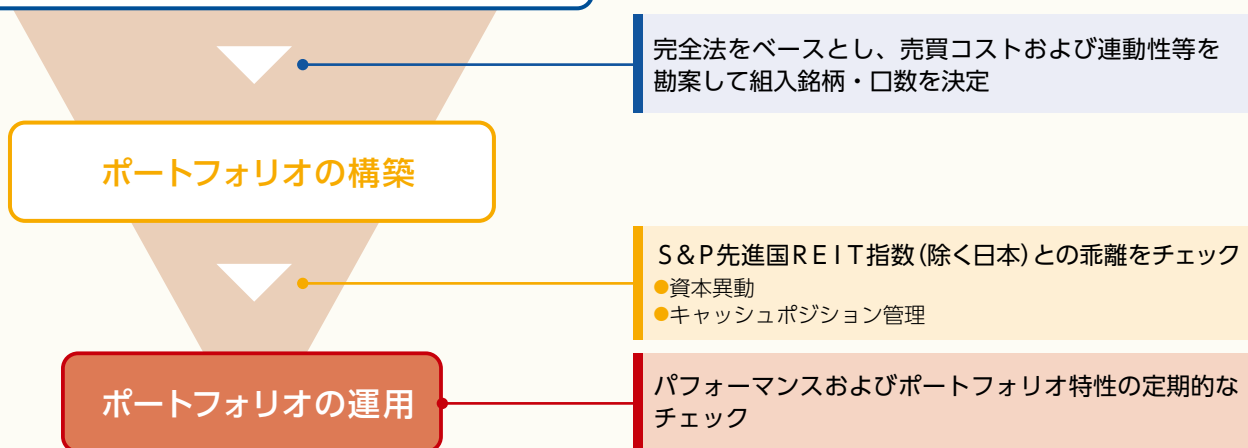 完全法をベースとし、売買コストおよび連動性等を
勘案して組入銘柄・口数を決定
ポートフォリオの構築
S&P先進国REIT指数(除く日本)との乖離をチェック
●資本異動
●キャッシュポジション管理
ポートフォリオの運用
パフォーマンスおよびポートフォリオ特性の定期的な
チェック